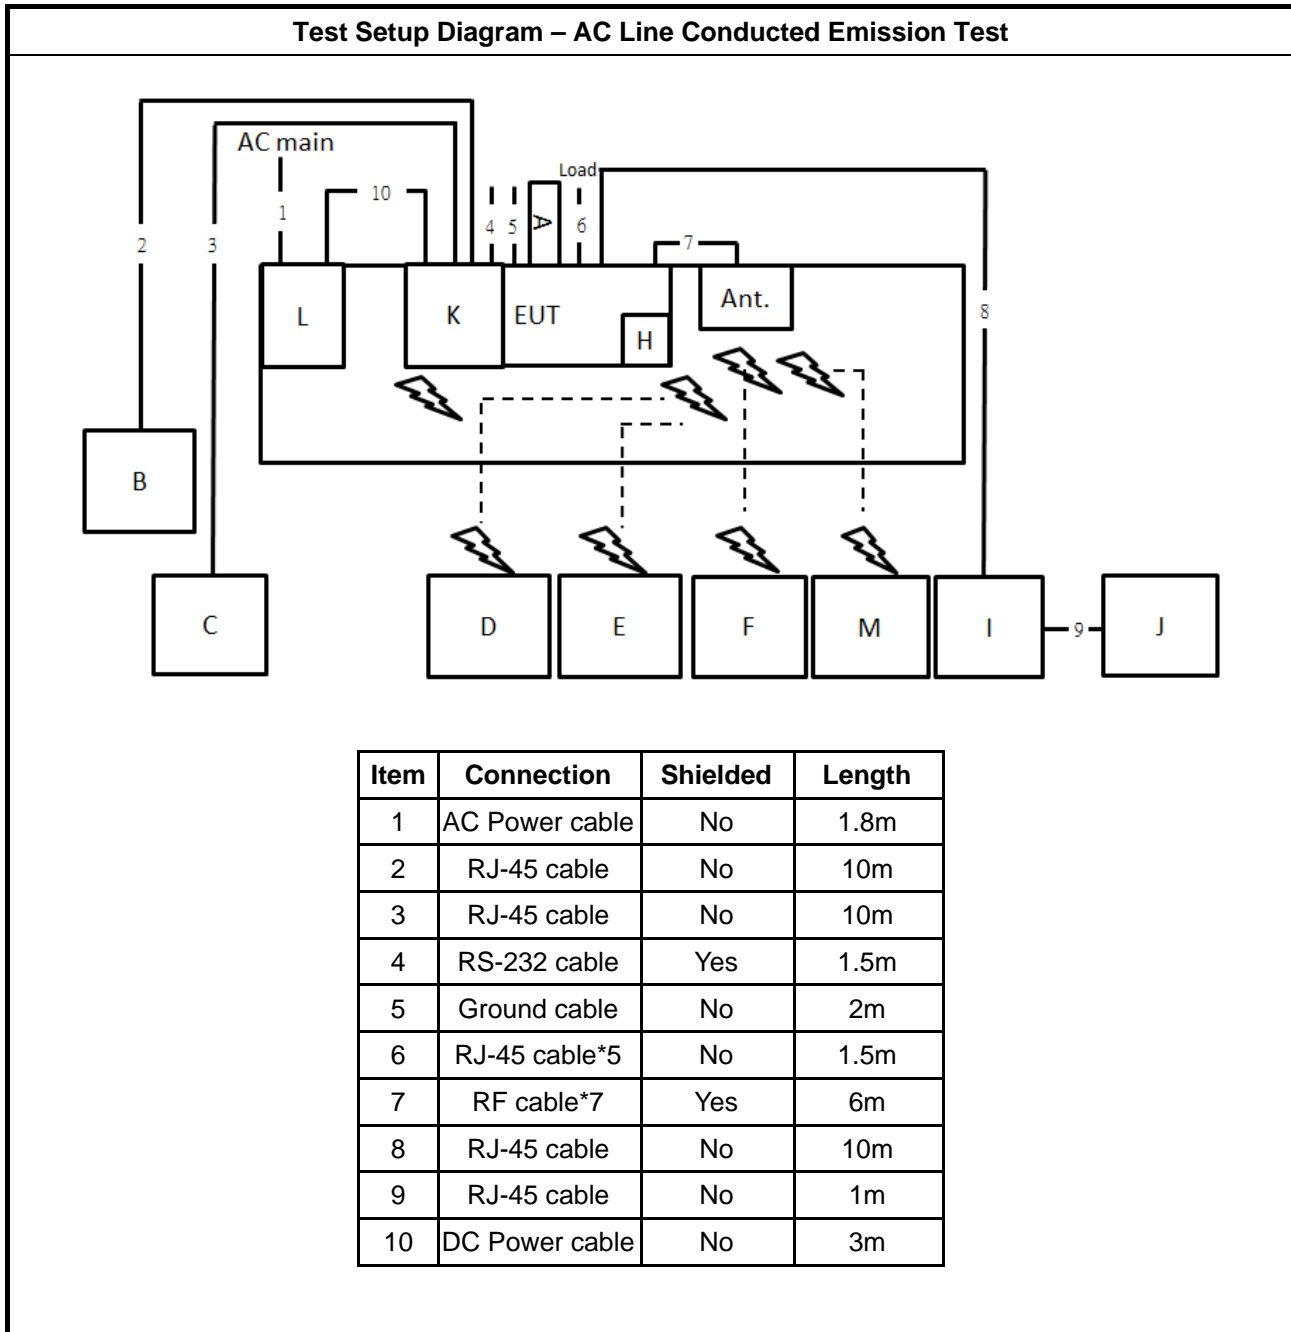 Test Setup Diagram – AC Line Conducted Emission Test
AC main
Load
1
10
2
3
4
5
A
6
7
8
L
K
EUT
H
Ant.
B
C
D
E
F
M
I
9
J
Item Connection Shielded Length
1 AC Power cable No 1.8m
2 RJ-45 cable No 10m
3 RJ-45 cable No 10m
4 RS-232 cable Yes 1.5m
5 Ground cable No 2m
6 RJ-45 cable*5 No 1.5m
7 RF cable*7 Yes 6m
8 RJ-45 cable No 10m
9 RJ-45 cable No 1m
10 DC Power cable No 3m